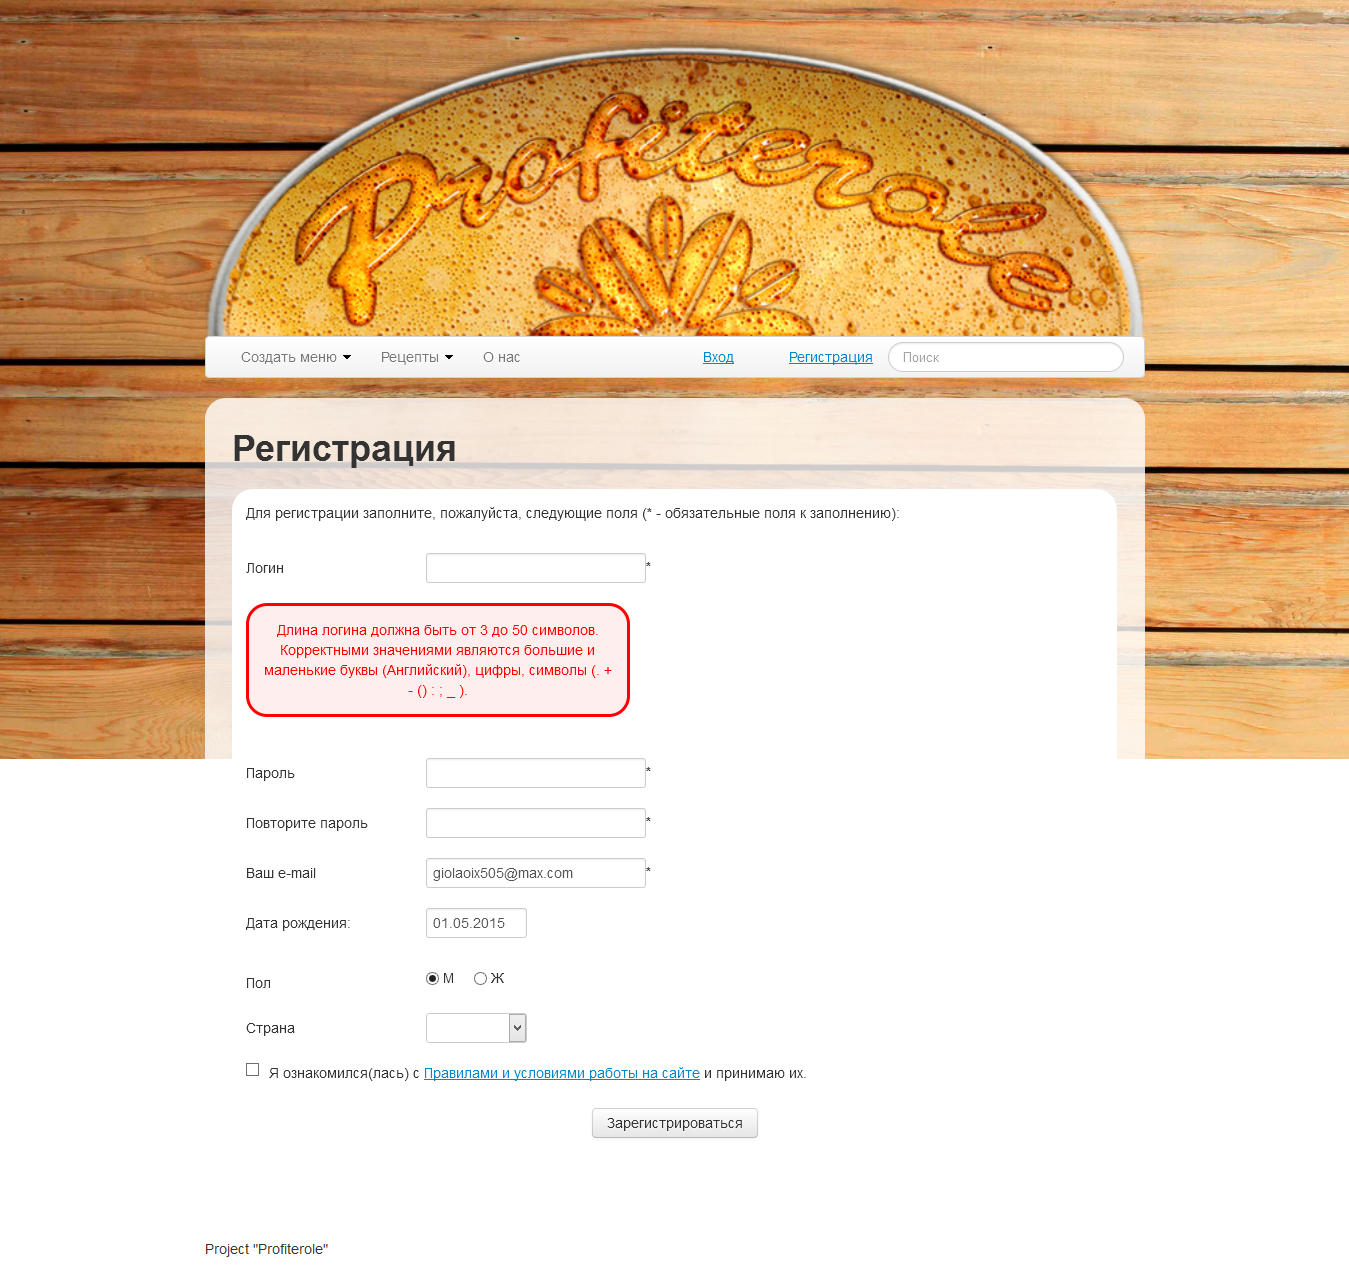 Profiterole
Создать меню
Рецепты
О нас
Вход
Регистрация
Поиск
Регистрация
Для регистрации заполните, пожалуйста, следующие поля (* - обязательные поля к заполнению):
Логин
*
Длина логина должна быть от 3 до 50 символов.
Корректными значениями являются большие и
маленькие буквы (Английский), цифры, символы (. +
- () : ; _ ).
Пароль
*
Повторите пароль
*
Ваш e-mail
giolaoix505@max.com
*
Дата рождения:
01.05.2015
Пол
М
Ж
Страна
Я ознакомился(лась) с Правилами и условиями работы на сайте и принимаю их.
Зарегистрироваться
Project "Profiterole"